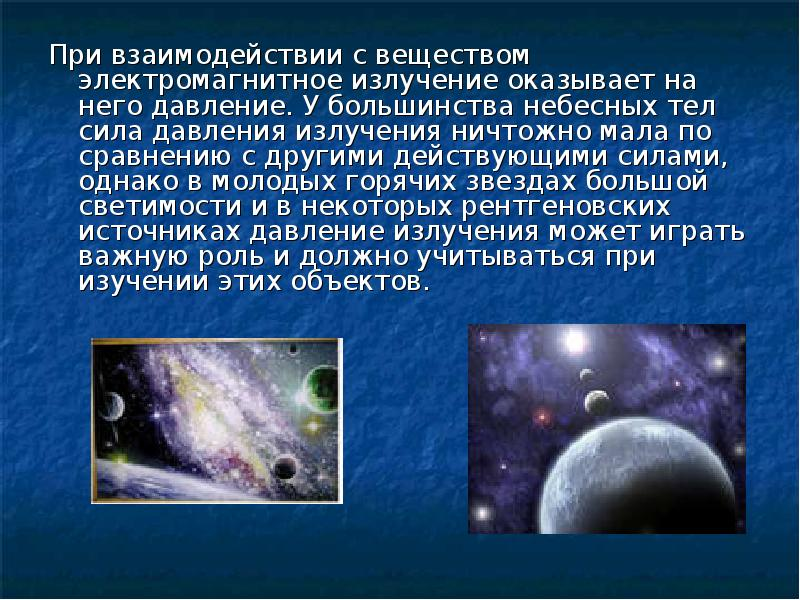 При взаимодействии с веществом
электромагнитное излучение оказывает на
него давление. У большинства небесных тел
сила давления излучения ничтожно мала по
сравнению с другими действующими силами,
однако в молодых горячих звездах большой
светимости и в некоторых рентгеновских
источниках давление излучения может играть
важную роль и должно учитываться при
изучении этих объектов.